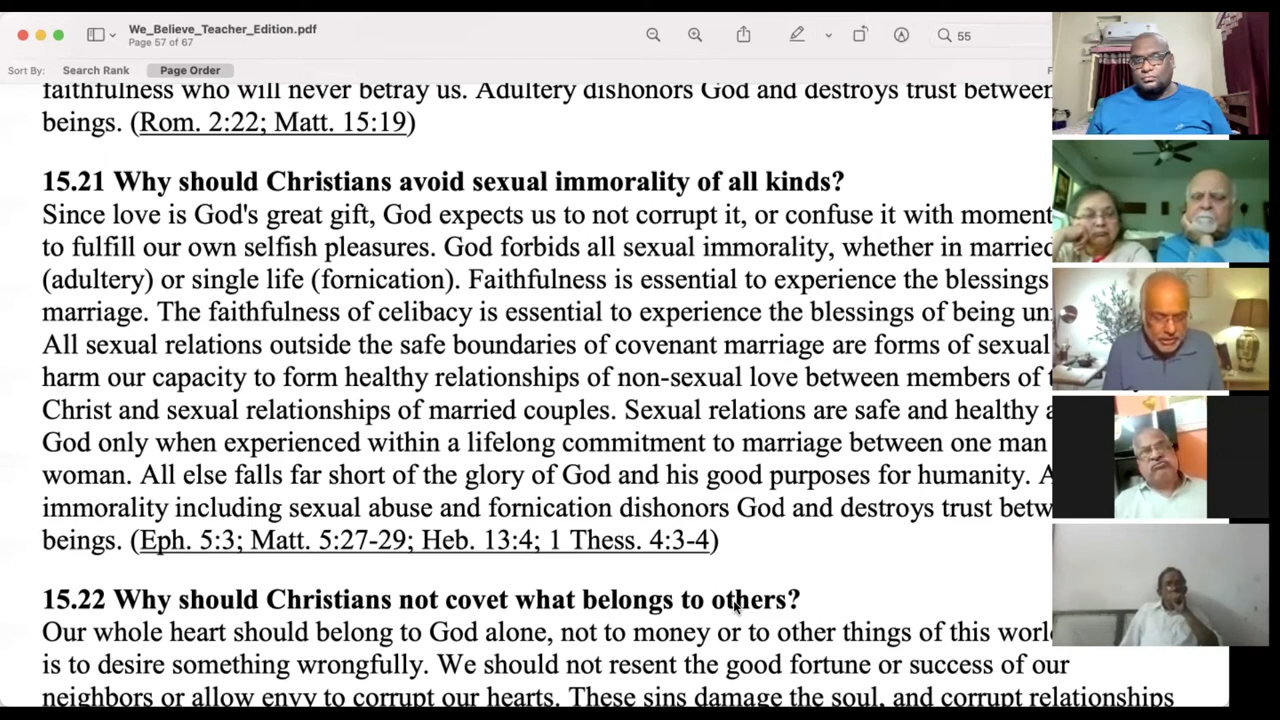 We_Believe_Teacher_Edition.pdf
Page 57 of 67
55
Sort By: Search Rank Page Order
faithfulness who will never betray us. Adultery dishonors God and destroys trust between
beings. (Rom. 2:22; Matt. 15:19)
15.21 Why should Christians avoid sexual immorality of all kinds?
Since love is God's great gift, God expects us to not corrupt it, or confuse it with moment
to fulfill our own selfish pleasures. God forbids all sexual immorality, whether in married
(adultery) or single life (fornication). Faithfulness is essential to experience the blessings
marriage. The faithfulness of celibacy is essential to experience the blessings of being
All sexual relations outside the safe boundaries of covenant marriage are forms of sexual
harm our capacity to form healthy relationships of non-sexual love between members of
Christ and sexual relationships of married couples. Sexual relations are safe and healthy
God only when experienced within a lifelong commitment to marriage between one man
woman. All else falls far short of the glory of God and his good purposes for humanity.
immorality including sexual abuse and fornication dishonors God and destroys trust betw
beings. (Eph. 5:3; Matt. 5:27-29; Heb. 13:4; 1 Thess. 4:3-4)
15.22 Why should Christians not covet what belongs to others?
Our whole heart should belong to God alone, not to money or to other things of this worl
is to desire something wrongfully. We should not resent the good fortune or success of our
neighbors or allow envy to corrupt our hearts. These sins damage the soul, and corrupt relationships